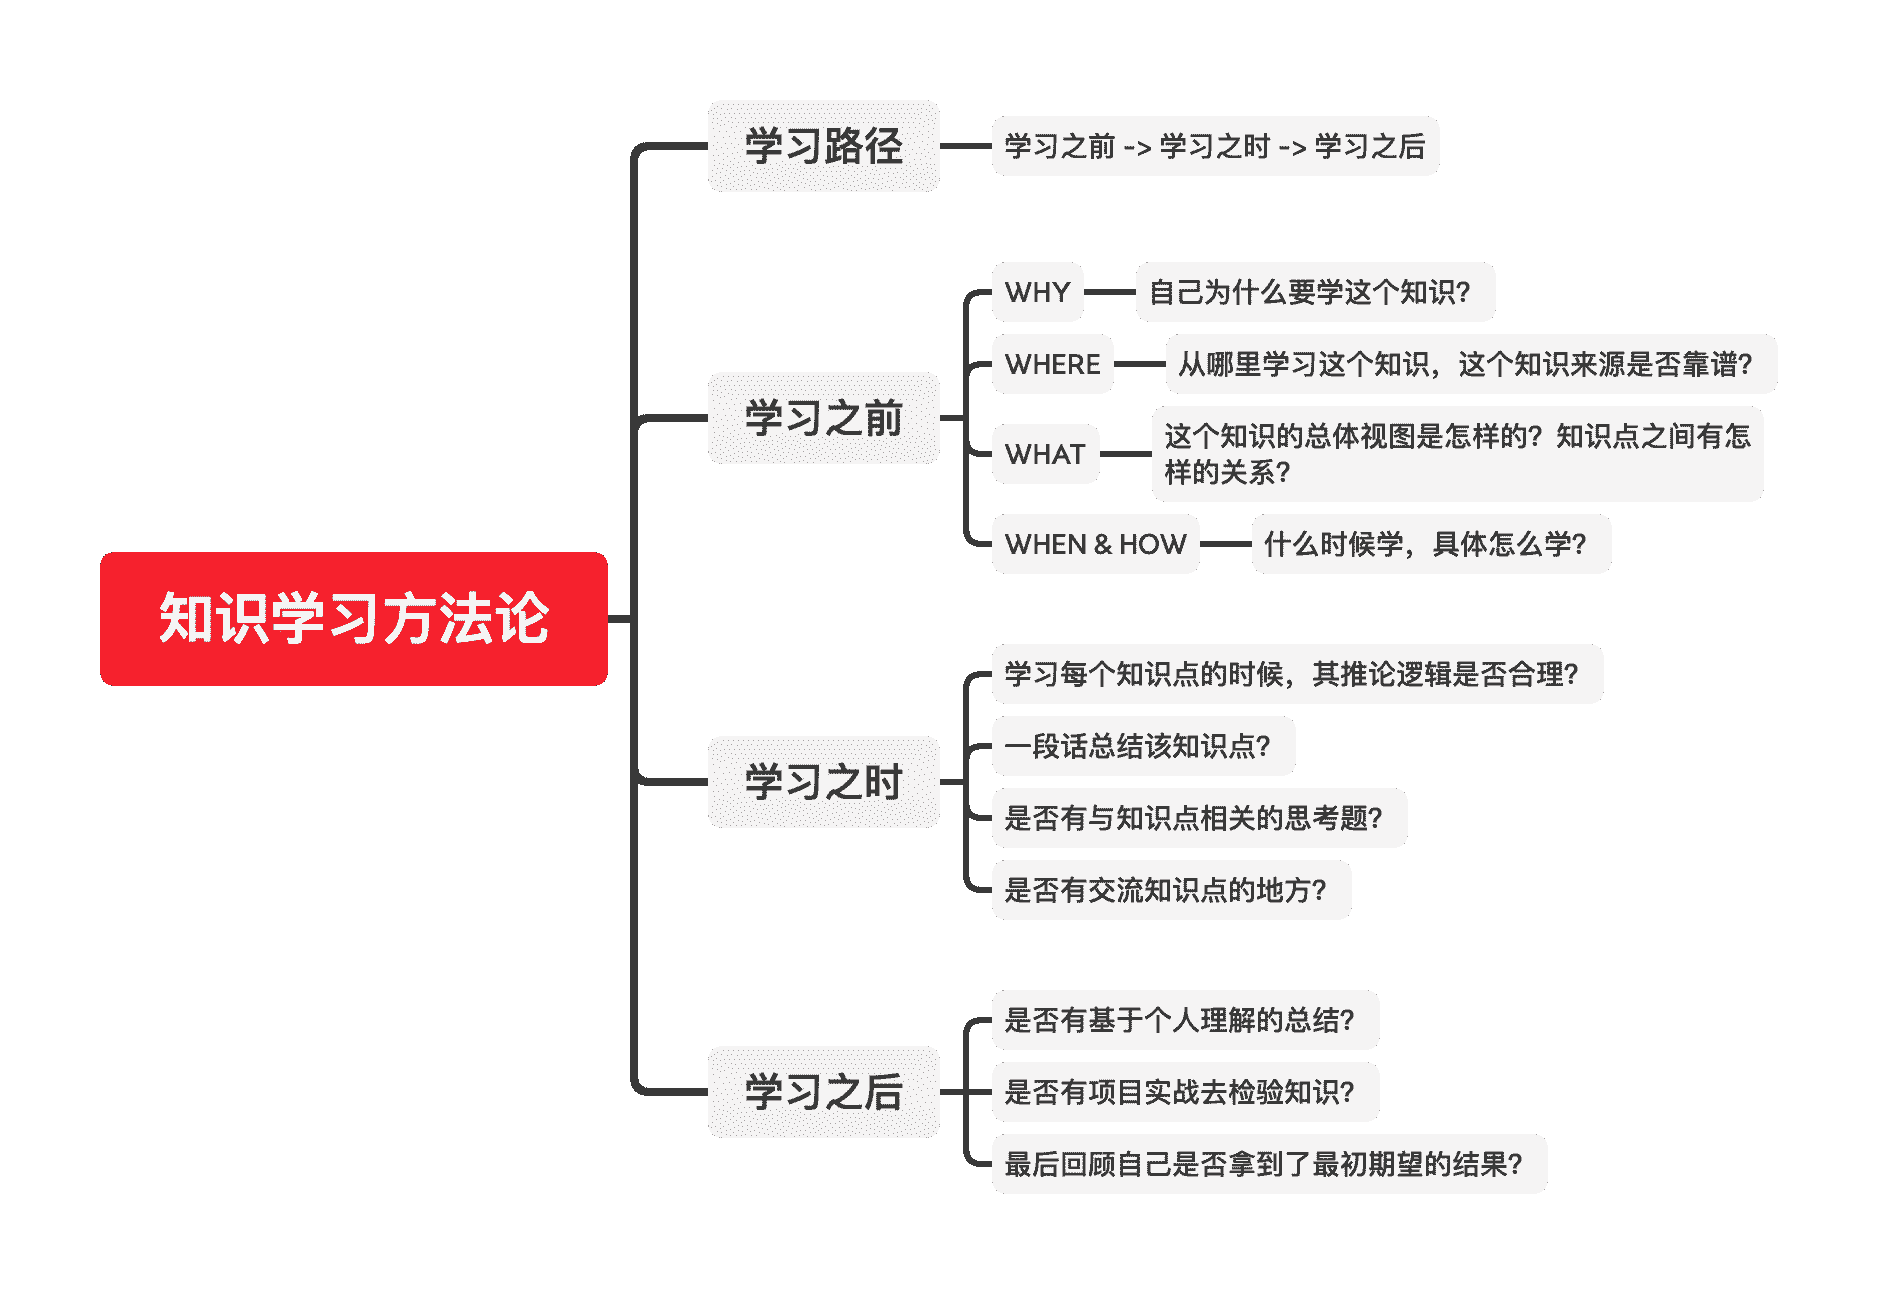 知识学习方法论
学习路径
学习之前 -> 学习之时 -> 学习之后
学习之前
WHY
自己为什么要学这个知识？
WHERE
从哪里学习这个知识，这个知识来源是否靠谱？
WHAT
这个知识的总体视图是怎样的？知识点之间有怎
样的关系？
WHEN & HOW
什么时候学，具体怎么学？
学习之时
学习每个知识点的时候，其推论逻辑是否合理？
一段话总结该知识点？
是否有与知识点相关的思考题？
是否有交流知识点的地方？
学习之后
是否有基于个人理解的总结？
是否有项目实战去检验知识？
最后回顾自己是否拿到了最初期望的结果？